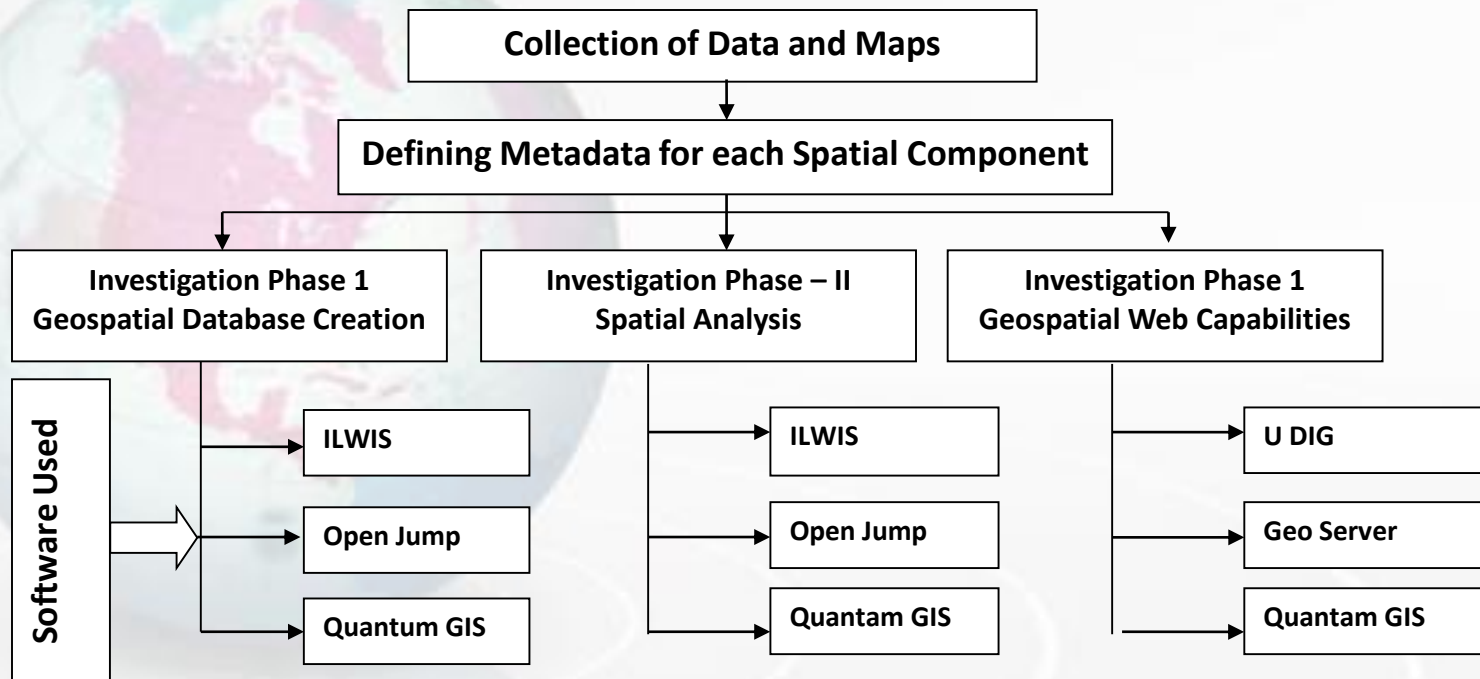 Collection of Data and Maps
Defining Metadata for each Spatial Component
Investigation Phase 1
Geospatial Database Creation
Investigation Phase – II
Spatial Analysis
Investigation Phase 1
Geospatial Web Capabilities
Software Used
ILWIS
Open Jump
Quantum GIS
ILWIS
Open Jump
Quantam GIS
U DIG
Geo Server
Quantam GIS